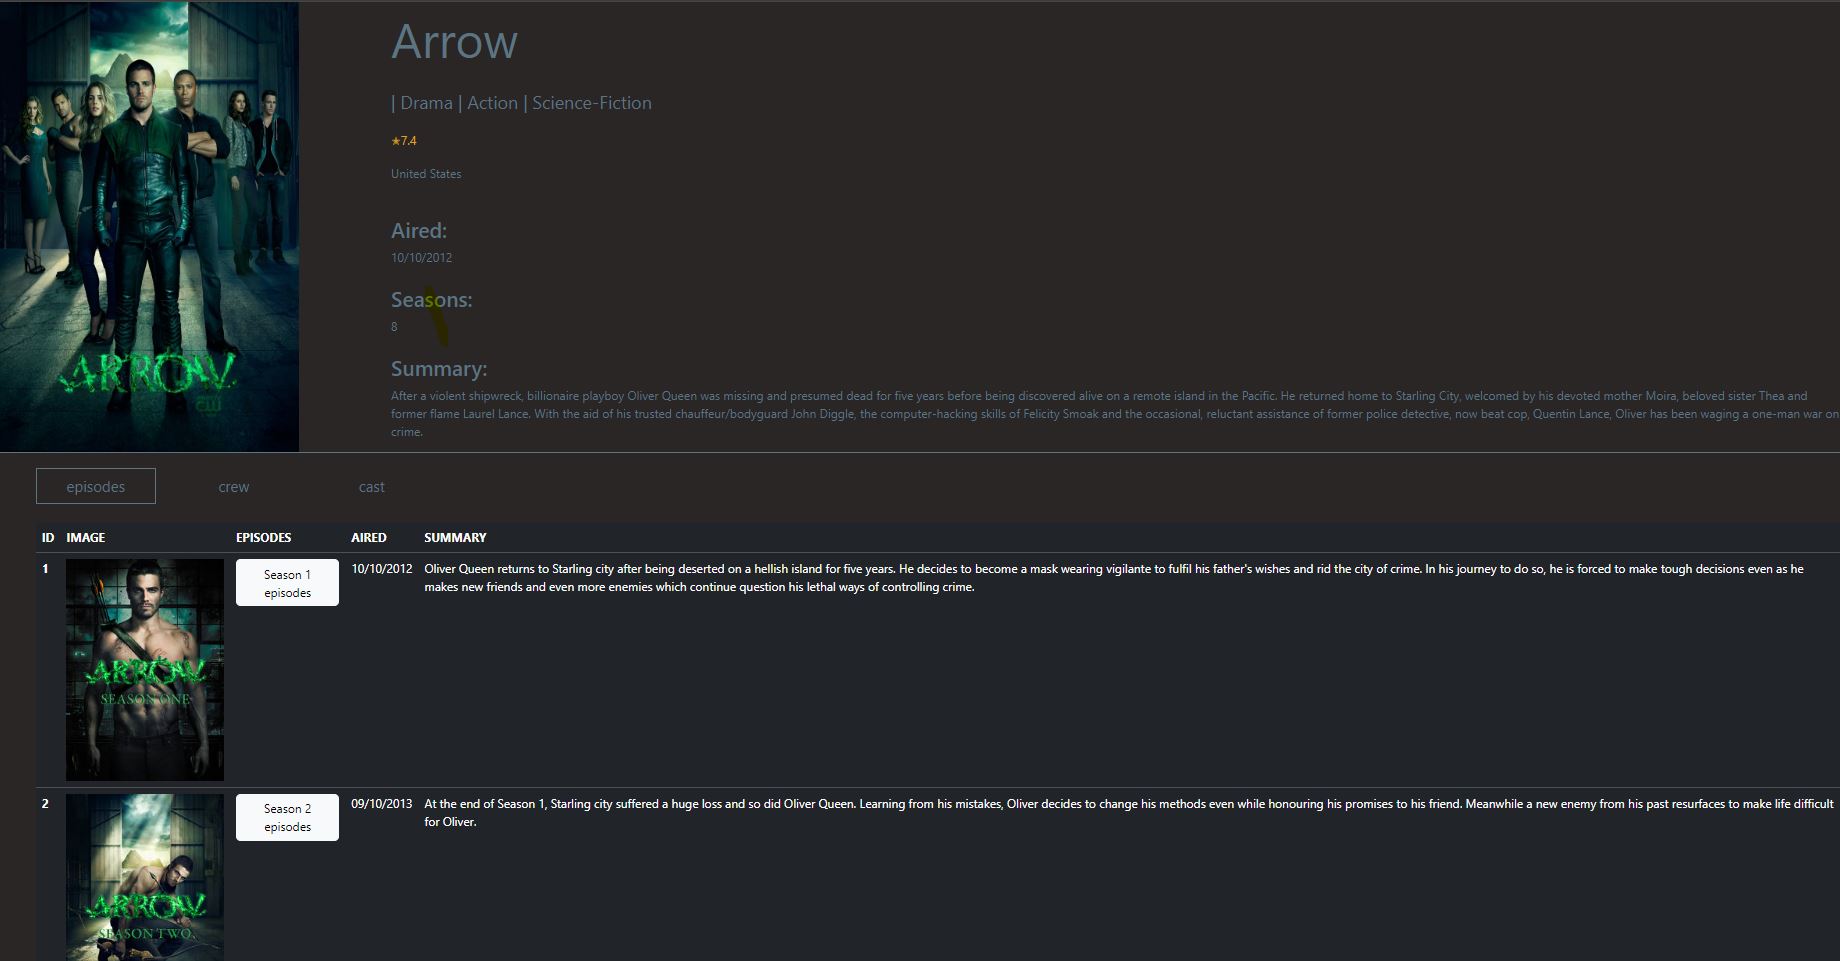 Arrow
| Drama | Action | Science-Fiction
★7.4
United States
Aired:
10/10/2012
Seasons:
8
Summary:
After a violent shipwreck, billionaire playboy Oliver Queen was missing and presumed dead for five years before being discovered alive on a remote island in the Pacific. He returned home to Starling City, welcomed by his devoted mother Moira, beloved sister Thea and
former flame Laurel Lance. With the aid of his trusted chauffeur/bodyguard John Diggle, the computer-hacking skills of Felicity Smoak and the occasional, reluctant assistance of former police detective, now beat cop, Quentin Lance, Oliver has been waging a one-man war on
crime.
ARROW
CW
episodes crew cast
ID IMAGE EPISODES AIRED SUMMARY
1
ARROW
SEASON ONE
Season 1
episodes
10/10/2012
Oliver Queen returns to Starling city after being deserted on a hellish island for five years. He decides to become a mask wearing vigilante to fulfil his father's wishes and rid the city of crime. In his journey to do so, he is forced to make tough decisions even as he
makes new friends and even more enemies which continue question his lethal ways of controlling crime.
2
ARROW
SEASON TWO
Season 2
episodes
09/10/2013
At the end of Season 1, Starling city suffered a huge loss and so did Oliver Queen. Learning from his mistakes, Oliver decides to change his methods even while honouring his promises to his friend. Meanwhile a new enemy from his past resurfaces to make life difficult
for Oliver.